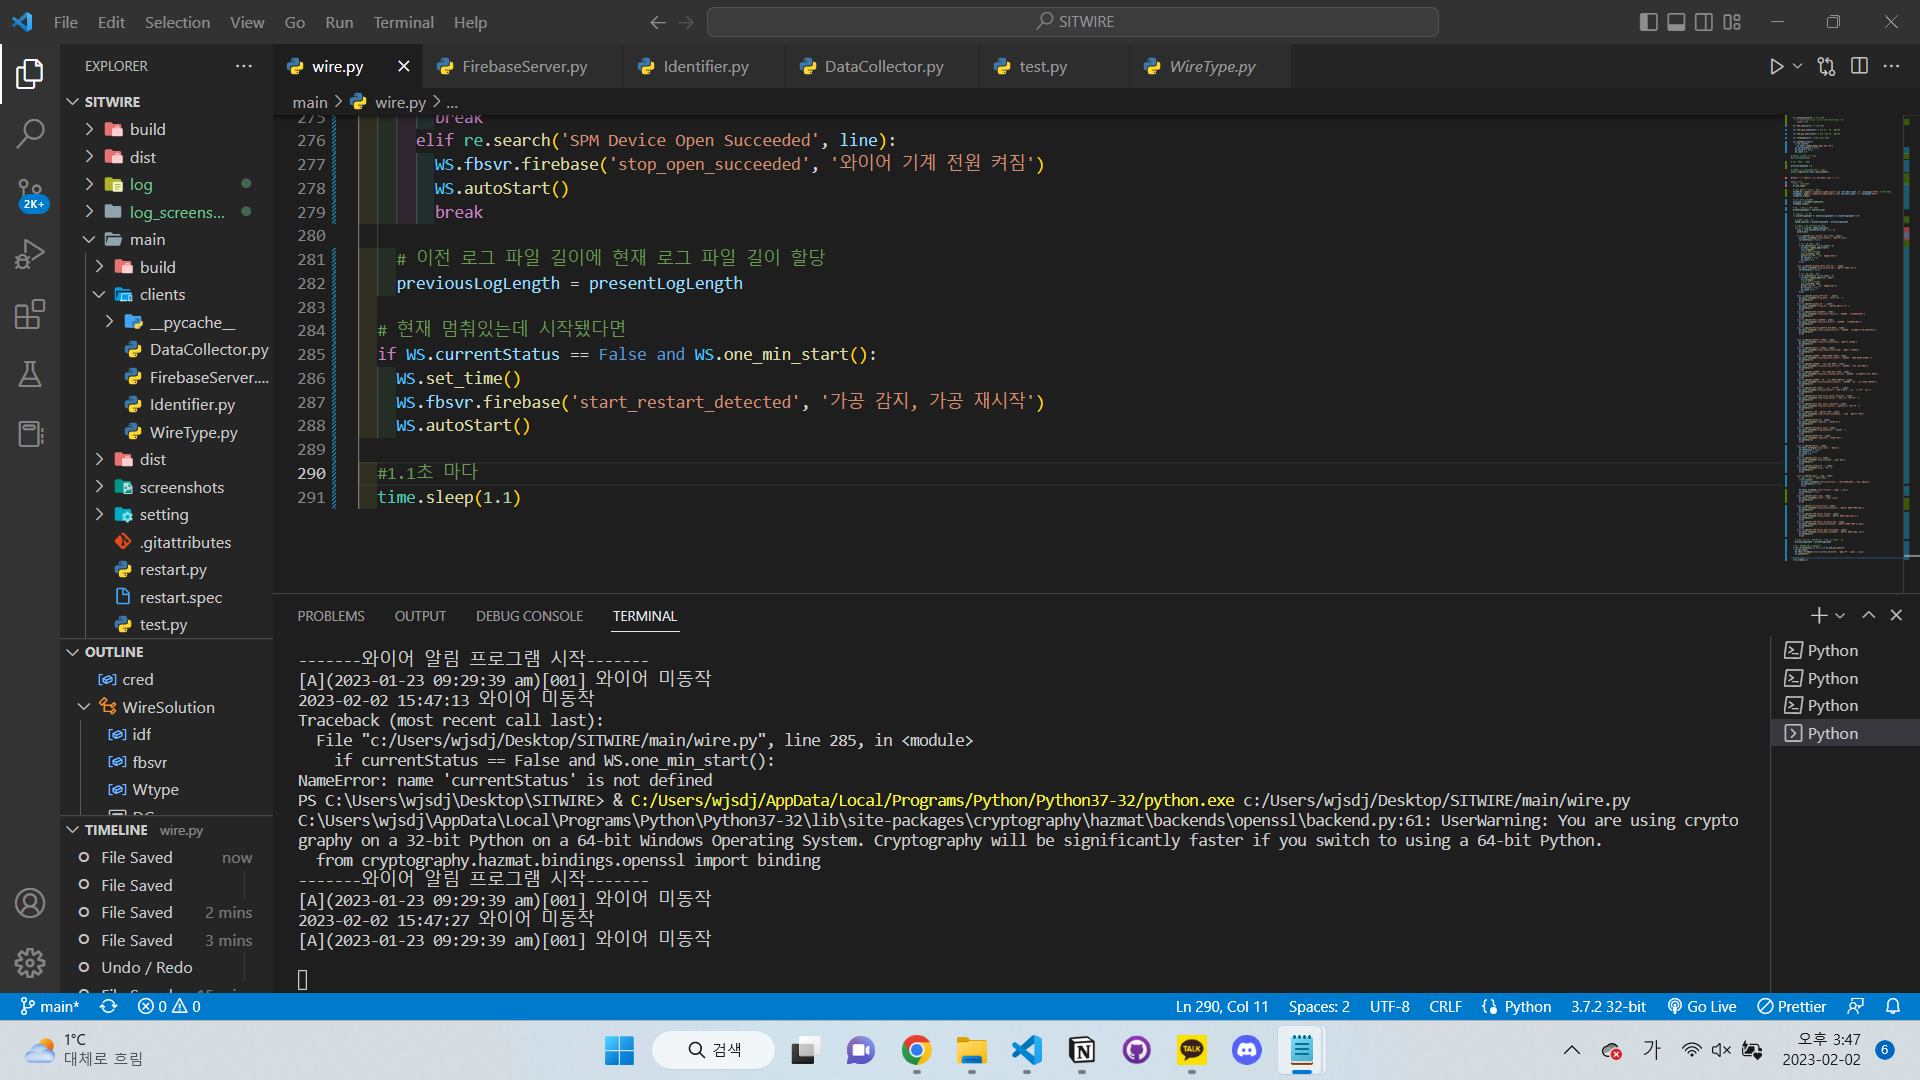 File Edit Selection View Go Run Terminal Help
SITWIRE
EXPLORER
SITWIRE
build
dist
log
log_screens...
main
build
clients
__pycache__
DataCollector.py
FirebaseServer....
Identifier.py
WireType.py
dist
screenshots
setting
.gitattributes
restart.py
restart.spec
test.py
OUTLINE
cred
WireSolution
idf
fbsvr
Wtype
TIMELINE wire.py
File Saved now
File Saved
File Saved 2 mins
File Saved 3 mins
Undo / Redo
2K+
wire.py FirebaseServer.py Identifier.py DataCollector.py test.py WireType.py
main > wire.py > ...
275 break
276 elif re.search('SPM Device Open Succeeded', line):
277 WS.fbsvr.firebase('stop_open_succeeded', '와이어 기계 전원 켜짐')
278 WS.autoStart()
279 break
280
281 # 이전 로그 파일 길이에 현재 로그 파일 길이 할당
282 previousLogLength = presentLogLength
283
284 # 현재 멈춰있는데 시작됐다면
285 if WS.currentStatus == False and WS.one_min_start():
286 WS.set_time()
287 WS.fbsvr.firebase('start_restart_detected', '가공 감지, 가공 재시작')
288 WS.autoStart()
289
290 #1.1초 마다
291 time.sleep(1.1)
PROBLEMS OUTPUT DEBUG CONSOLE TERMINAL
-------와이어 알림 프로그램 시작-------
[A](2023-01-23 09:29:39 am)[001] 와이어 미동작
2023-02-02 15:47:13 와이어 미동작
Traceback (most recent call last):
File "c:/Users/wjsdj/Desktop/SITWIRE/main/wire.py", line 285, in <module>
if currentStatus == False and WS.one_min_start():
NameError: name 'currentStatus' is not defined
PS C:\Users\wjsdj\Desktop\SITWIRE> & C:/Users/wjsdj/AppData/Local/Programs/Python/Python37-32/python.exe c:/Users/wjsdj/Desktop/SITWIRE/main/wire.py
C:\Users\wjsdj\AppData\Local\Programs\Python\Python37-32\lib\site-packages\cryptography\hazmat\backends\openssl\backend.py:61: UserWarning: You are using crypto
graphy on a 32-bit Python on a 64-bit Windows Operating System. Cryptography will be significantly faster if you switch to using a 64-bit Python.
from cryptography.hazmat.bindings.openssl import binding
-------와이어 알림 프로그램 시작-------
[A](2023-01-23 09:29:39 am)[001] 와이어 미동작
2023-02-02 15:47:27 와이어 미동작
[A](2023-01-23 09:29:39 am)[001] 와이어 미동작
Python
Python
Python
Python
main* 0 0 Ln 290, Col 11 Spaces: 2 UTF-8 CRLF Python 3.7.2 32-bit Go Live Prettier
1°C
대체로 흐림
검색
TALK
가
오후 3:47
2023-02-02
6